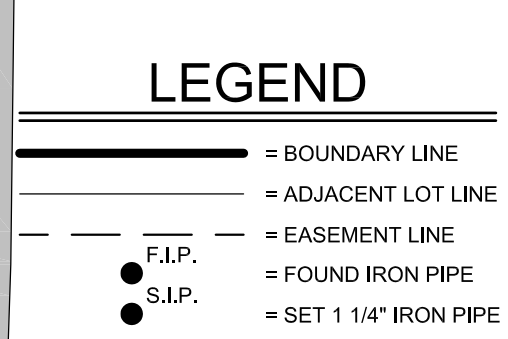 LEGEND
= BOUNDARY LINE
= ADJACENT LOT LINE
= EASEMENT LINE
F.I.P.
= FOUND IRON PIPE
S.I.P.
= SET 1 1/4" IRON PIPE